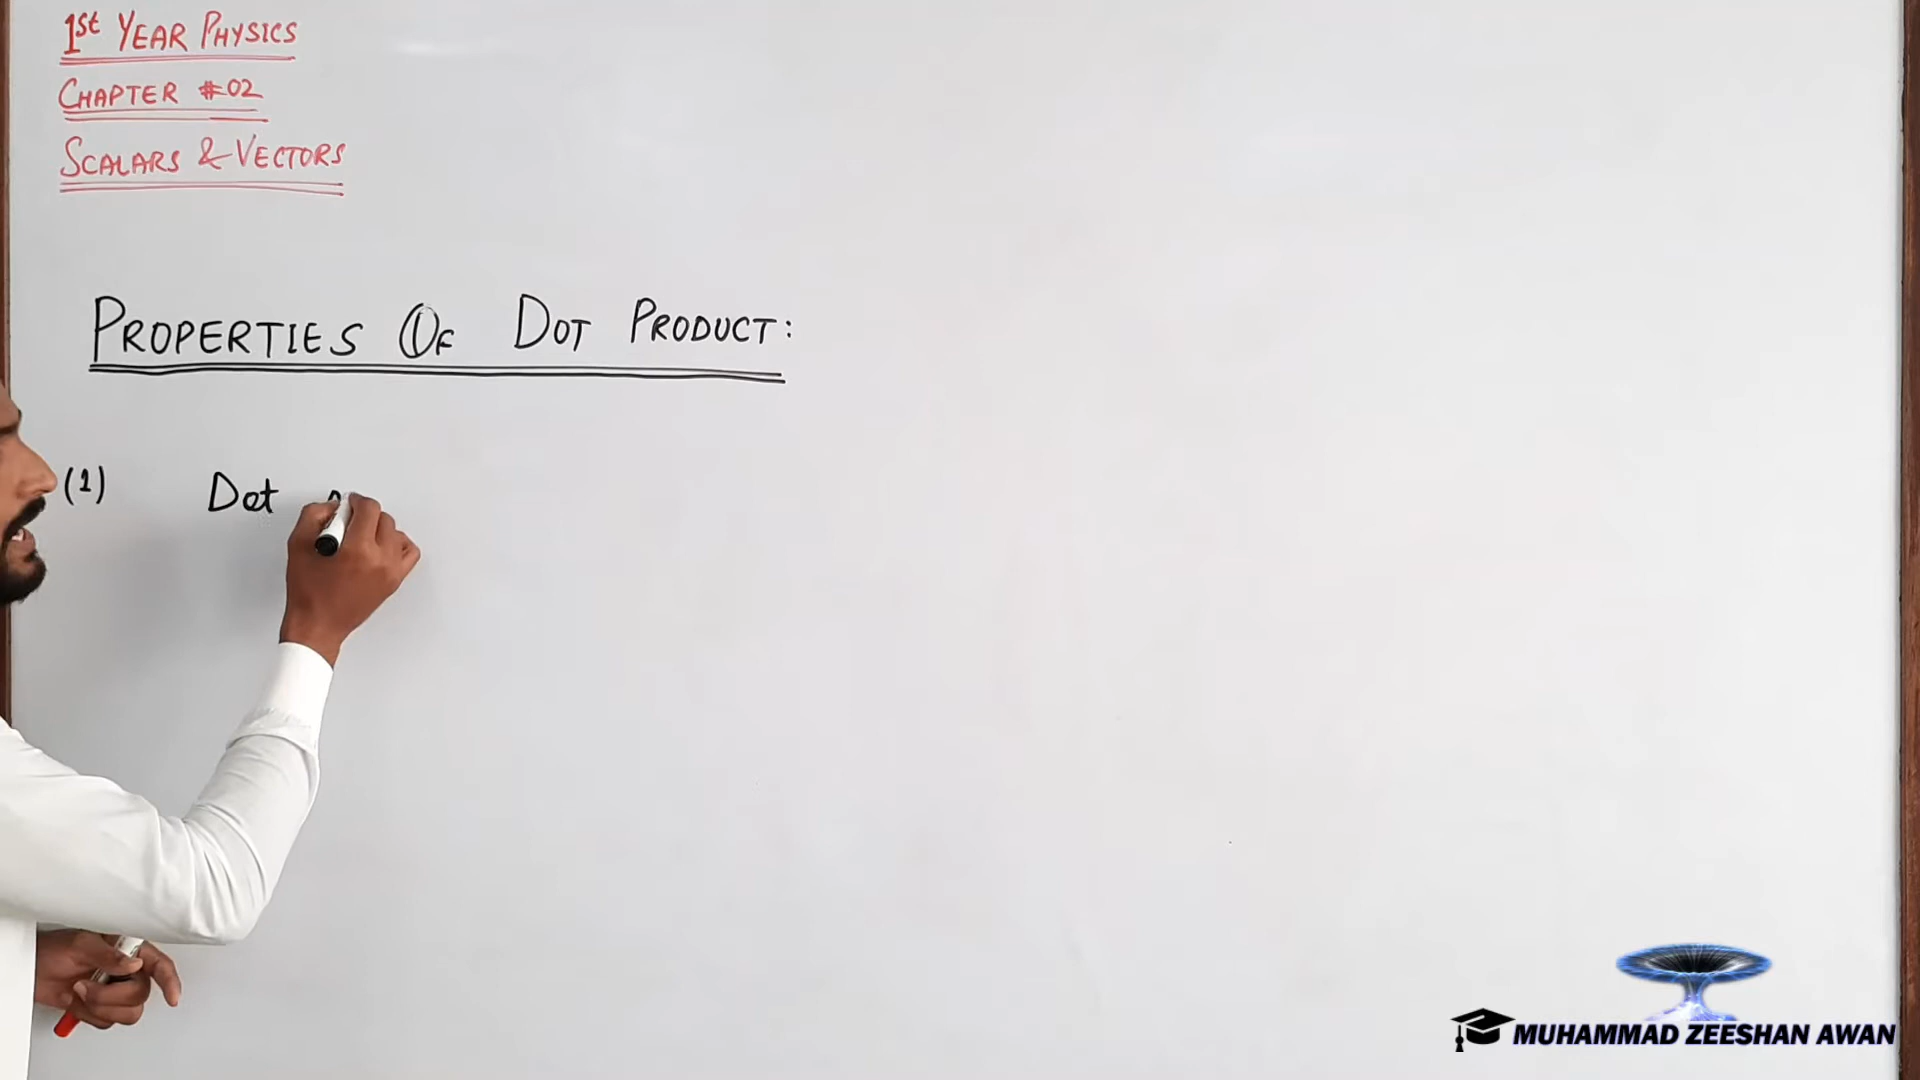 1st YEAR PHYSICS
CHAPTER #02
SCALARS & VECTORS
PROPERTIES OF DOT PRODUCT:
(1) Dot
MUHAMMAD ZEESHAN AWAN